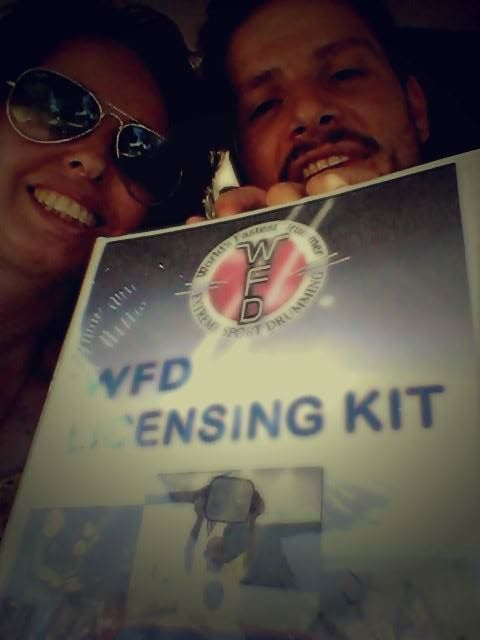 World's Fastest Drummer
WFD
EXTREME SPORT DRUMMING
WFD
LICENSING KIT